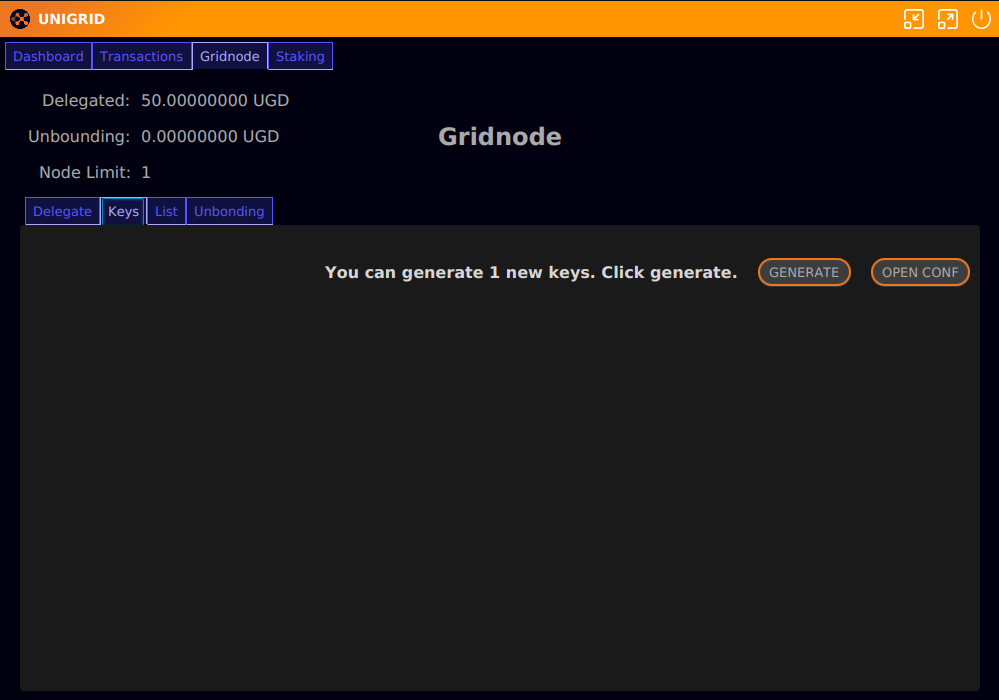 UNIGRID
Dashboard Transactions Gridnode Staking
Delegated: 50.00000000 UGD
Unbounding: 0.00000000 UGD
Gridnode
Node Limit: 1
Delegate Keys List Unbonding
You can generate 1 new keys. Click generate. GENERATE OPEN CONF